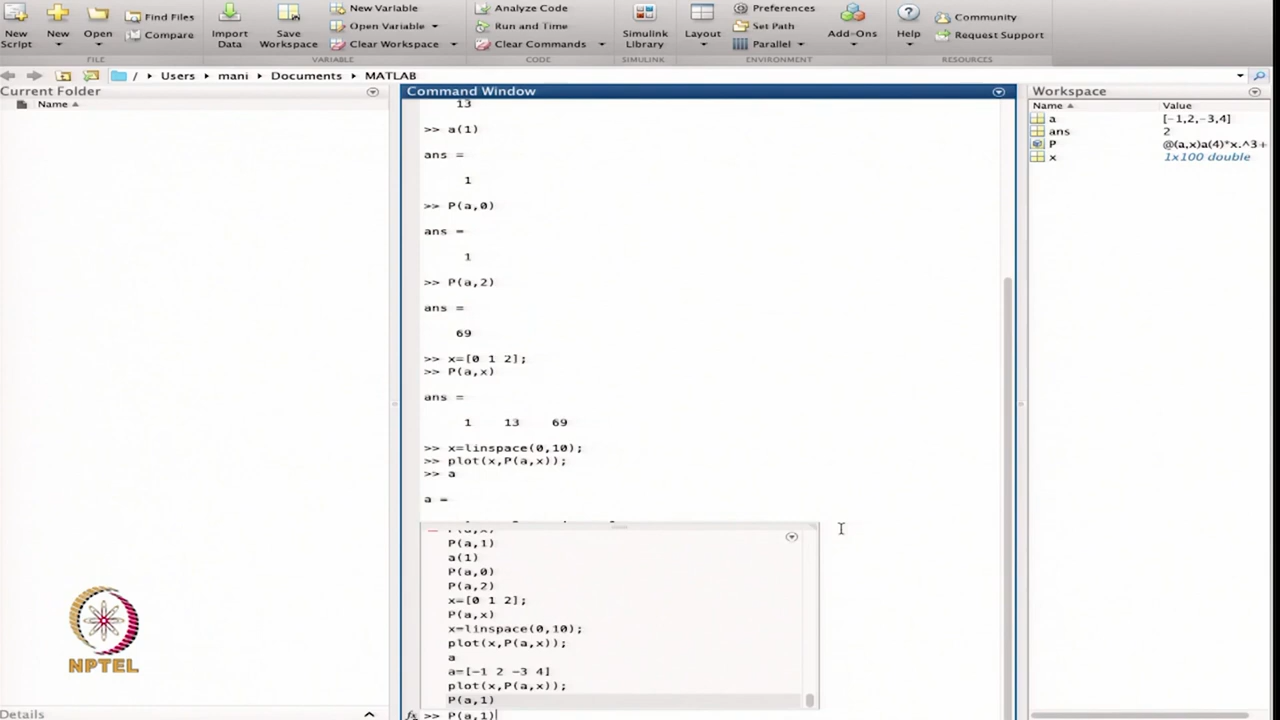 New Script
New
Open
Find Files
Compare
Import Data
Save Workspace
New Variable
Open Variable
Clear Workspace
Analyze Code
Run and Time
Clear Commands
Simulink Library
Layout
Preferences
Set Path
Parallel
Add-Ons
Help
Community
Request Support
FILE
VARIABLE
CODE
SIMULINK
ENVIRONMENT
RESOURCES
/ Users mani Documents MATLAB
Current Folder
Name
Command Window
13
>> a(1)
ans =
1
>> P(a,0)
ans =
1
>> P(a,2)
ans =
69
>> x=[0 1 2];
>> P(a,x)
ans =
1 13 69
>> x=linspace(0,10);
>> plot(x,P(a,x));
>> a
a =
P(a,1)
a(1)
P(a,0)
P(a,2)
x=[0 1 2];
P(a,x)
x=linspace(0,10);
plot(x,P(a,x));
a
a=[-1 2 -3 4]
plot(x,P(a,x));
P(a,1)
fx >> P(a,1)
Workspace
Name Value
a [-1,2,-3,4]
ans 2
P @(a,x)a(4)*x.^3+
x 1x100 double
NPTEL
Details